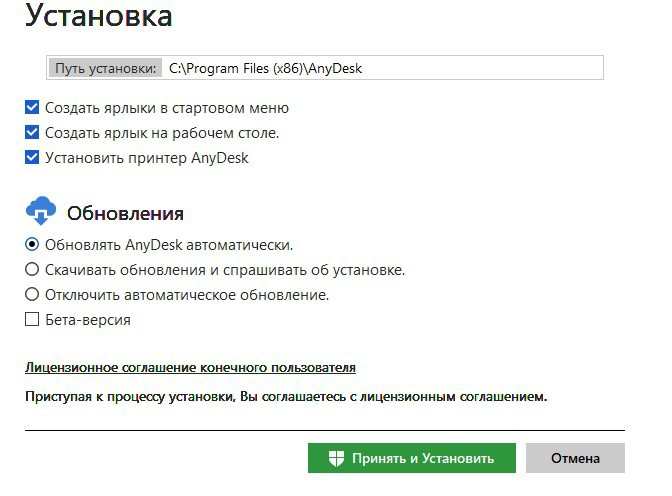 Установка
Путь установки: C:\Program Files (x86)\AnyDesk
Создать ярлыки в стартовом меню
Создать ярлык на рабочем столе.
Установить принтер AnyDesk
Обновления
Обновлять AnyDesk автоматически.
Скачивать обновления и спрашивать об установке.
Отключить автоматическое обновление.
Бета-версия
Лицензионное соглашение конечного пользователя
Приступая к процессу установки, Вы соглашаетесь с лицензионным соглашением.
Принять и Установить Отмена